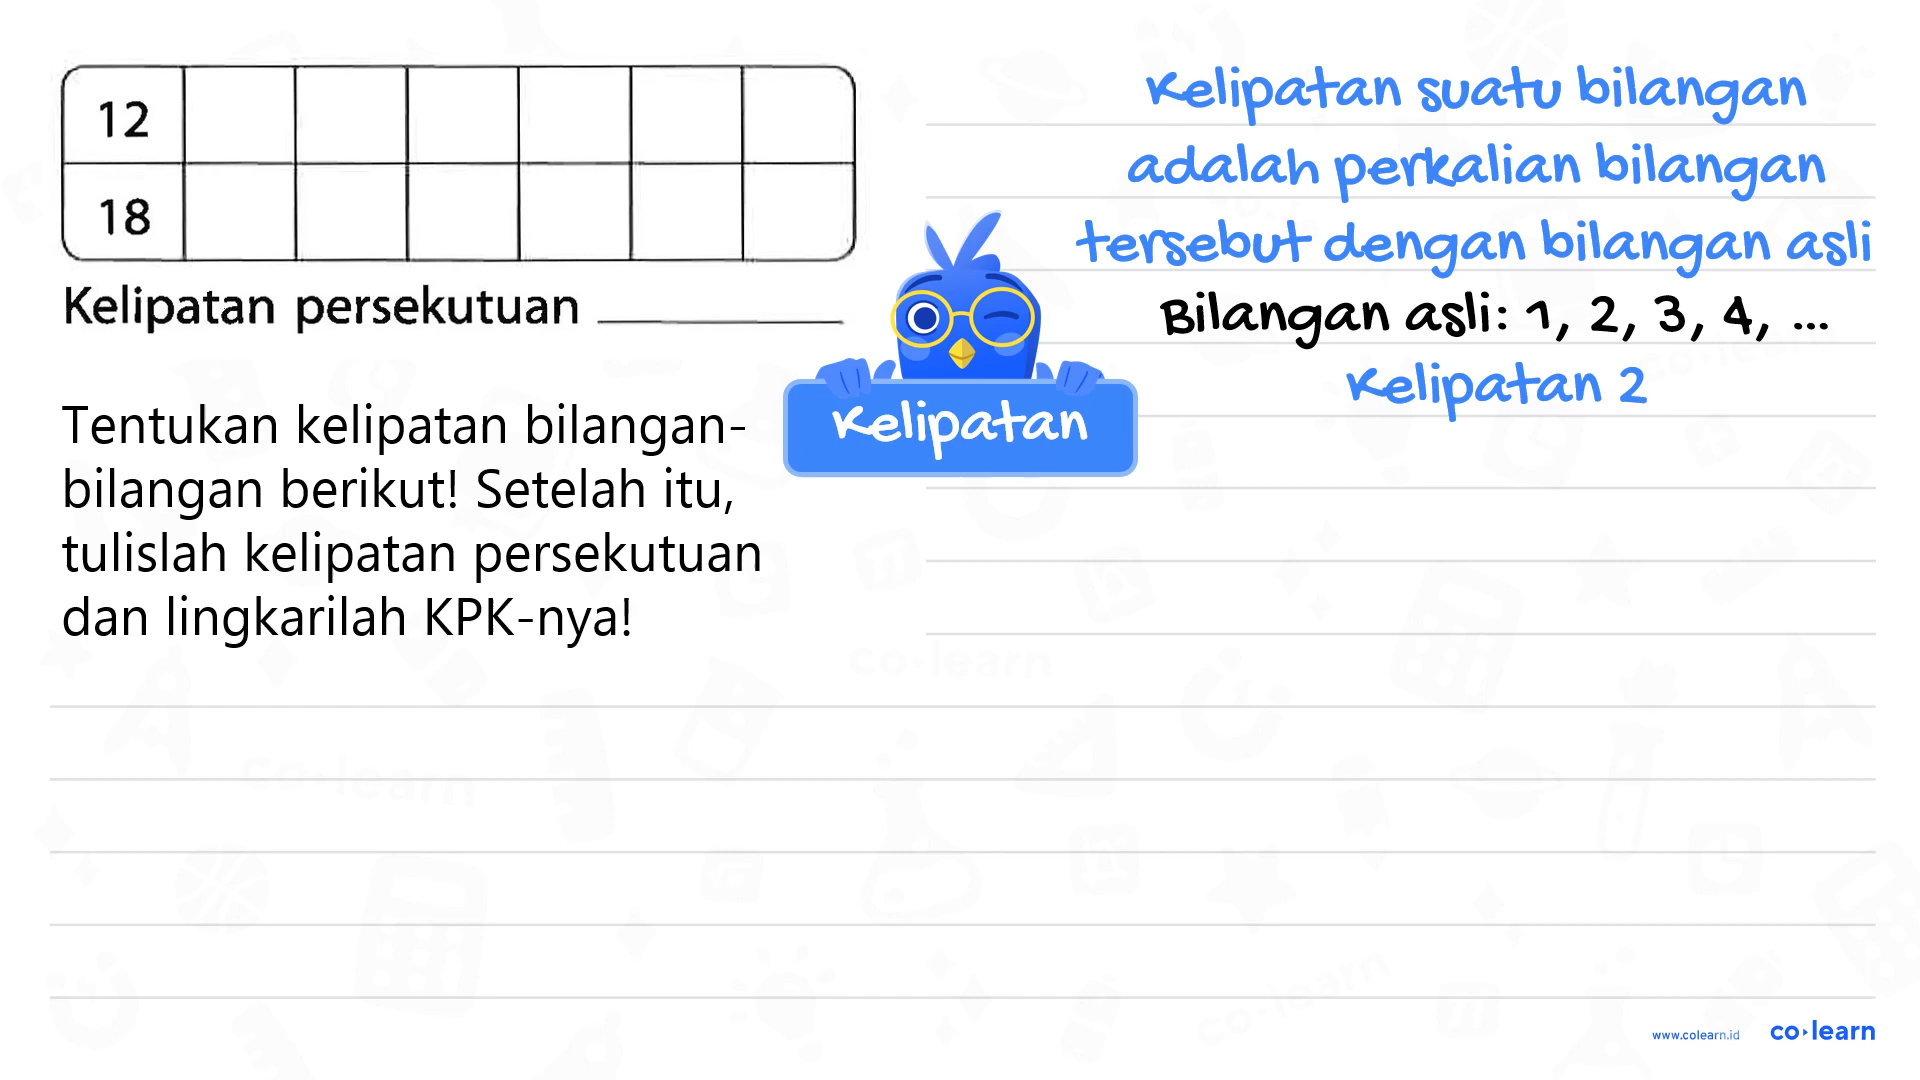 12
18
Kelipatan persekutuan
Tentukan kelipatan bilangan-
bilangan berikut! Setelah itu,
tulislah kelipatan persekutuan
dan lingkarilah KPK-nya!
Kelipatan
Kelipatan suatu bilangan
adalah perkalian bilangan
tersebut dengan bilangan asli
Bilangan asli: 1, 2, 3, 4, ...
Kelipatan 2
www.colearn.id
co·learn